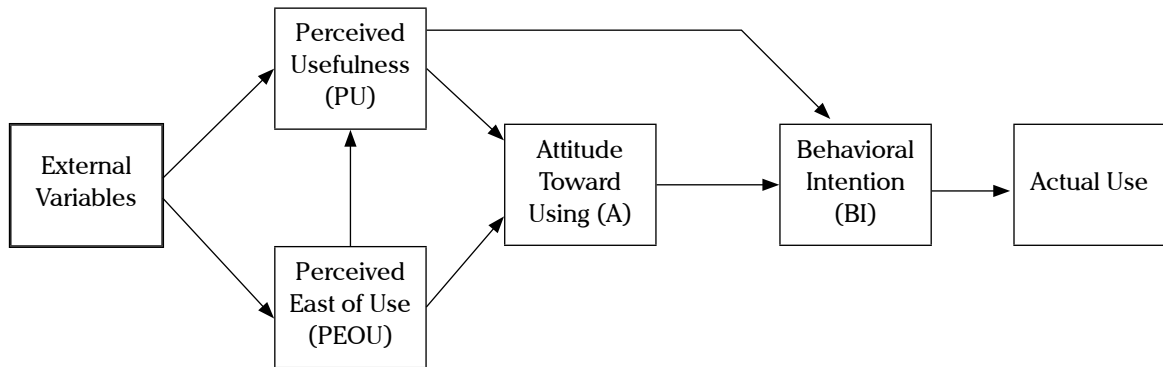 External
Variables
Perceived
Usefulness
(PU)
Perceived
East of Use
(PEOU)
Attitude
Toward
Using (A)
Behavioral
Intention
(BI)
Actual Use